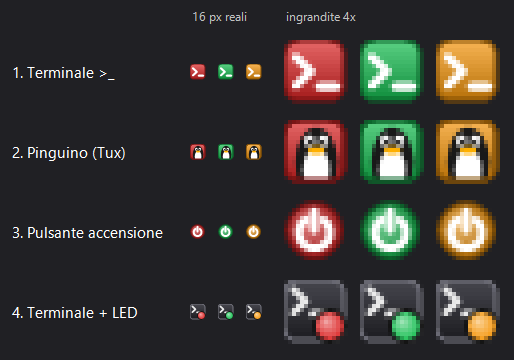 16 px reali ingrandite 4x
1. Terminale >_
2. Pinguino (Tux)
3. Pulsante accensione
4. Terminale + LED